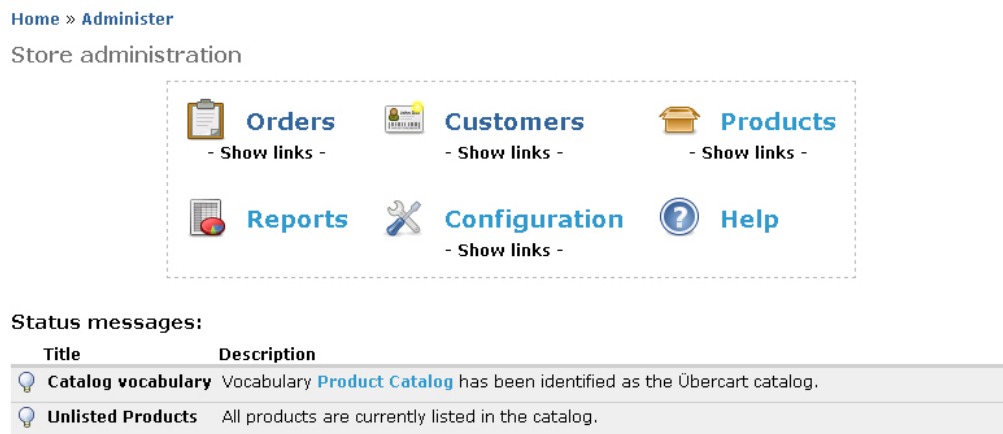 Home » Administer
Store administration
Orders Customers Products
- Show links - - Show links - - Show links -
Reports Configuration Help
- Show links -
Status messages:
Title Description
Catalog vocabulary Vocabulary Product Catalog has been identified as the Übercart catalog.
Unlisted Products All products are currently listed in the catalog.